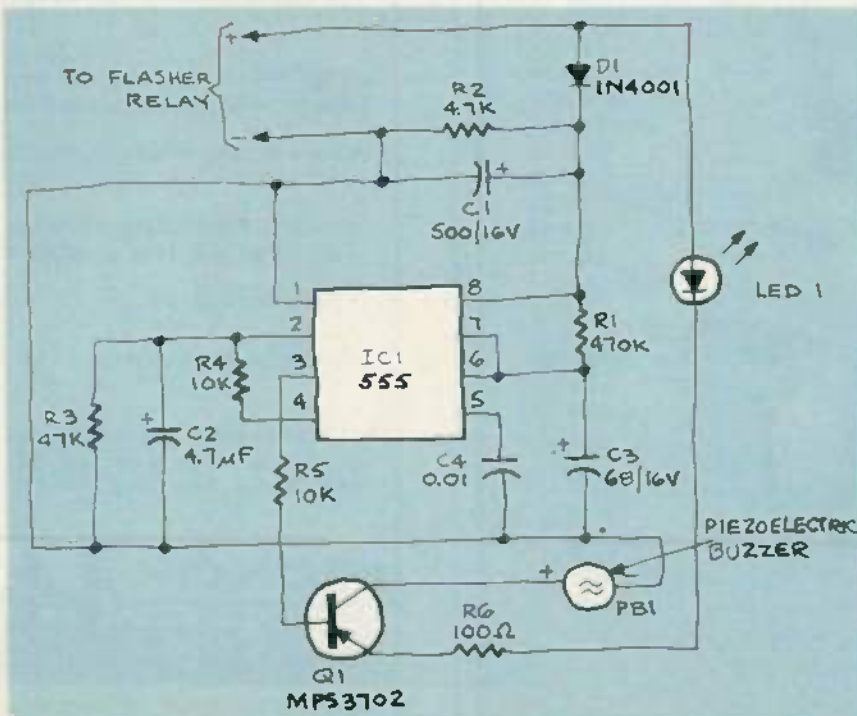 +
TO FLASHER
RELAY
-
D1
1N4001
R2
4.7K
+
C1
500/16V
LED 1
1
2
3
4
8
7
6
5
IC1
555
R1
470K
R4
10K
R3
47K
+
C2
4.7µF
R5
10K
C4
0.01
+
C3
68/16V
PIEZOELECTRIC
BUZZER
+
-
PB1
R6
100Ω
Q1
MPS3702